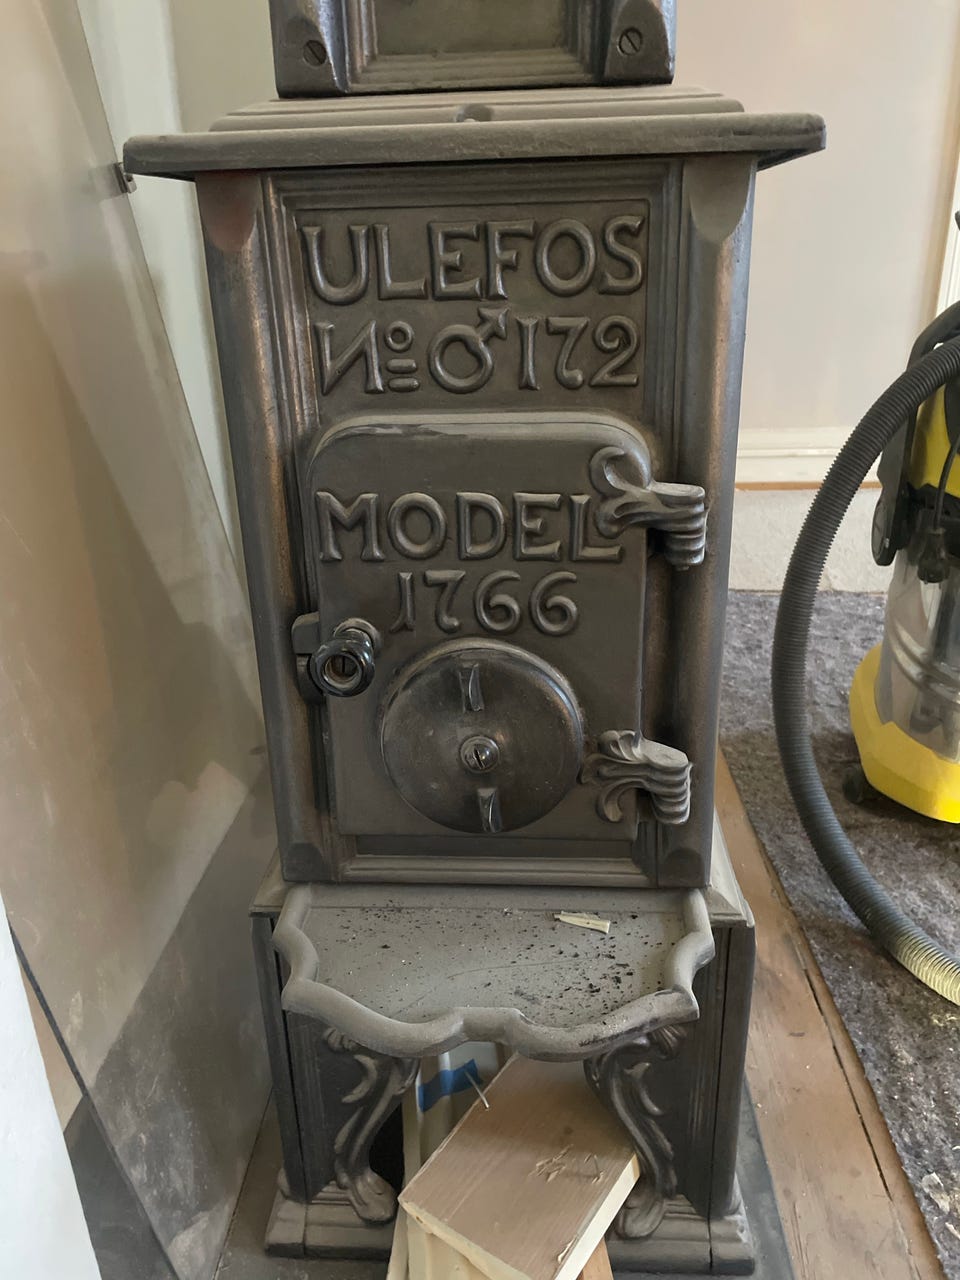 ULEFOS
No ♂ 172
MODEL
1766